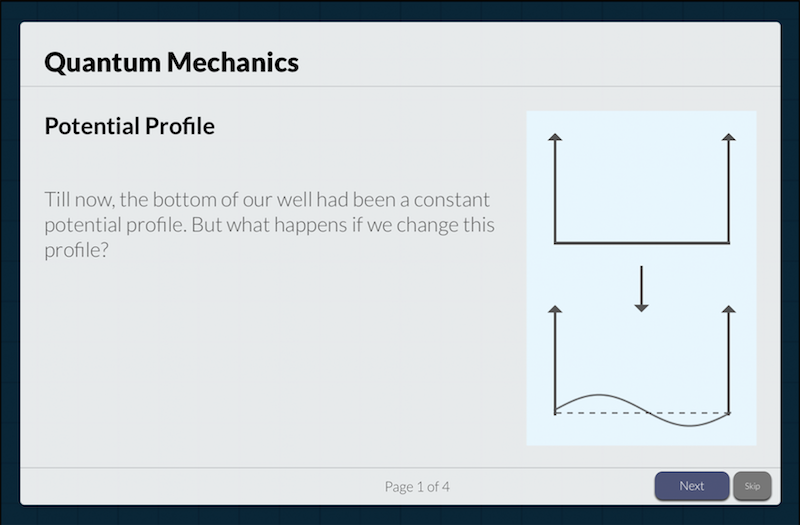 Quantum Mechanics
Potential Profile
Till now, the bottom of our well had been a constant
potential profile. But what happens if we change this
profile?
Page 1 of 4
Next
Skip